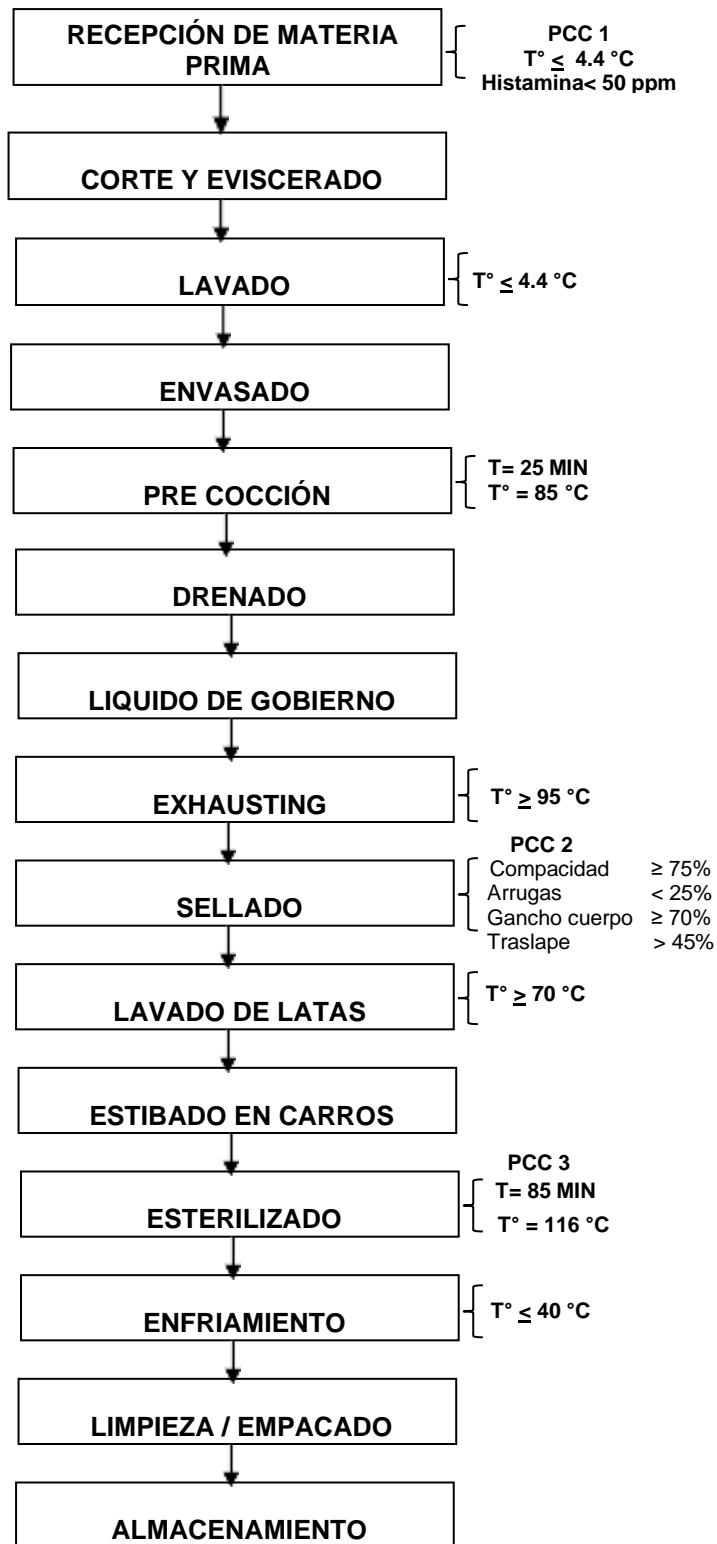 RECEPCIÓN DE MATERIA
PRIMA
PCC 1
T° ≤ 4.4 °C
Histamina< 50 ppm
CORTE Y EVISCERADO
LAVADO
T° ≤ 4.4 °C
ENVASADO
PRE COCCIÓN
T= 25 MIN
T° = 85 °C
DRENADO
LIQUIDO DE GOBIERNO
EXHAUSTING
T° ≥ 95 °C
SELLADO
PCC 2
Compacidad ≥ 75%
Arrugas < 25%
Gancho cuerpo ≥ 70%
Traslape > 45%
LAVADO DE LATAS
T° ≥ 70 °C
ESTIBADO EN CARROS
ESTERILIZADO
PCC 3
T= 85 MIN
T° = 116 °C
ENFRIAMIENTO
T° ≤ 40 °C
LIMPIEZA / EMPACADO
ALMACENAMIENTO